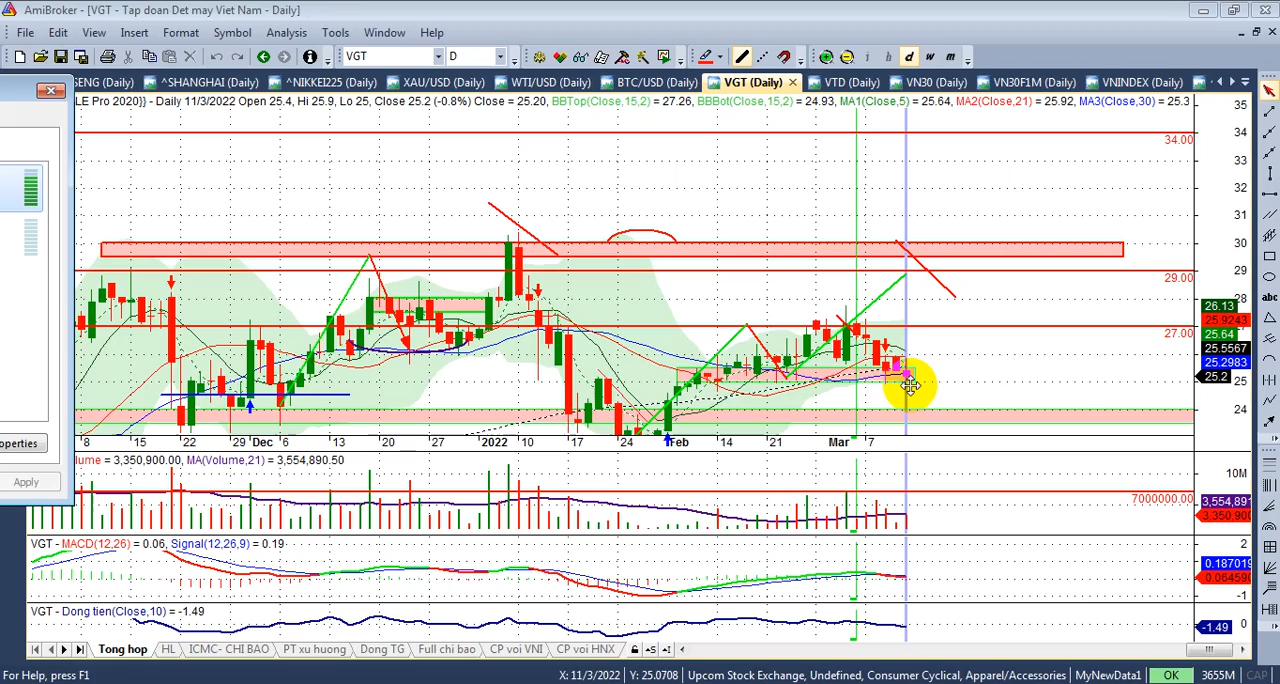 AmiBroker - [VGT - Tap doan Det may Viet Nam - Daily]
File Edit View Insert Format Symbol Analysis Tools Window Help
VGT D i h d w m
SENG (Daily) ^SHANGHAI (Daily) ^NIKKEI225 (Daily) XAU/USD (Daily) WTI/USD (Daily) BTC/USD (Daily) VGT (Daily) VTD (Daily) VN30 (Daily) VN30F1M (Daily) VNINDEX (Daily)
LE Pro 2020)} - Daily 11/3/2022 Open 25.4, Hi 25.9, Lo 25, Close 25.2 (-0.8%) Close = 25.20, BBTop(Close,15,2) = 27.26, BBBot(Close,15,2) = 24.93, MA1(Close,5) = 25.64, MA2(Close,21) = 25.92, MA3(Close,30) = 25.3
35
34
34.00
33
32
31
30
29
29.00
28
26.13
25.9243
27.00
25.64
25.5567
25.2983
25.2
25
24
8 15 22 29 Dec 6 13 20 27 2022 10 17 24 Feb 14 21 Mar 7
operties
Apply
lume = 3,350,900.00, MA(Volume,21) = 3,554,890.50
10M
7000000.00
3,554,891
3,350,900
VGT - MACD(12,26) = 0.06, Signal(12,26,9) = 0.19
2
0.187019
0.06459
-1
VGT - Dong tien(Close,10) = -1.49
0
-1.49
Tong hop HL ICMC- CHI BAO PT xu huong Dong TG Full chi bao CP voi VNI CP voi HNX
For Help, press F1 X: 11/3/2022 Y: 25.0708 Upcom Stock Exchange, Undefined, Consumer Cyclical, Apparel/Accessories MyNewData1 OK 3655M CAP
abc